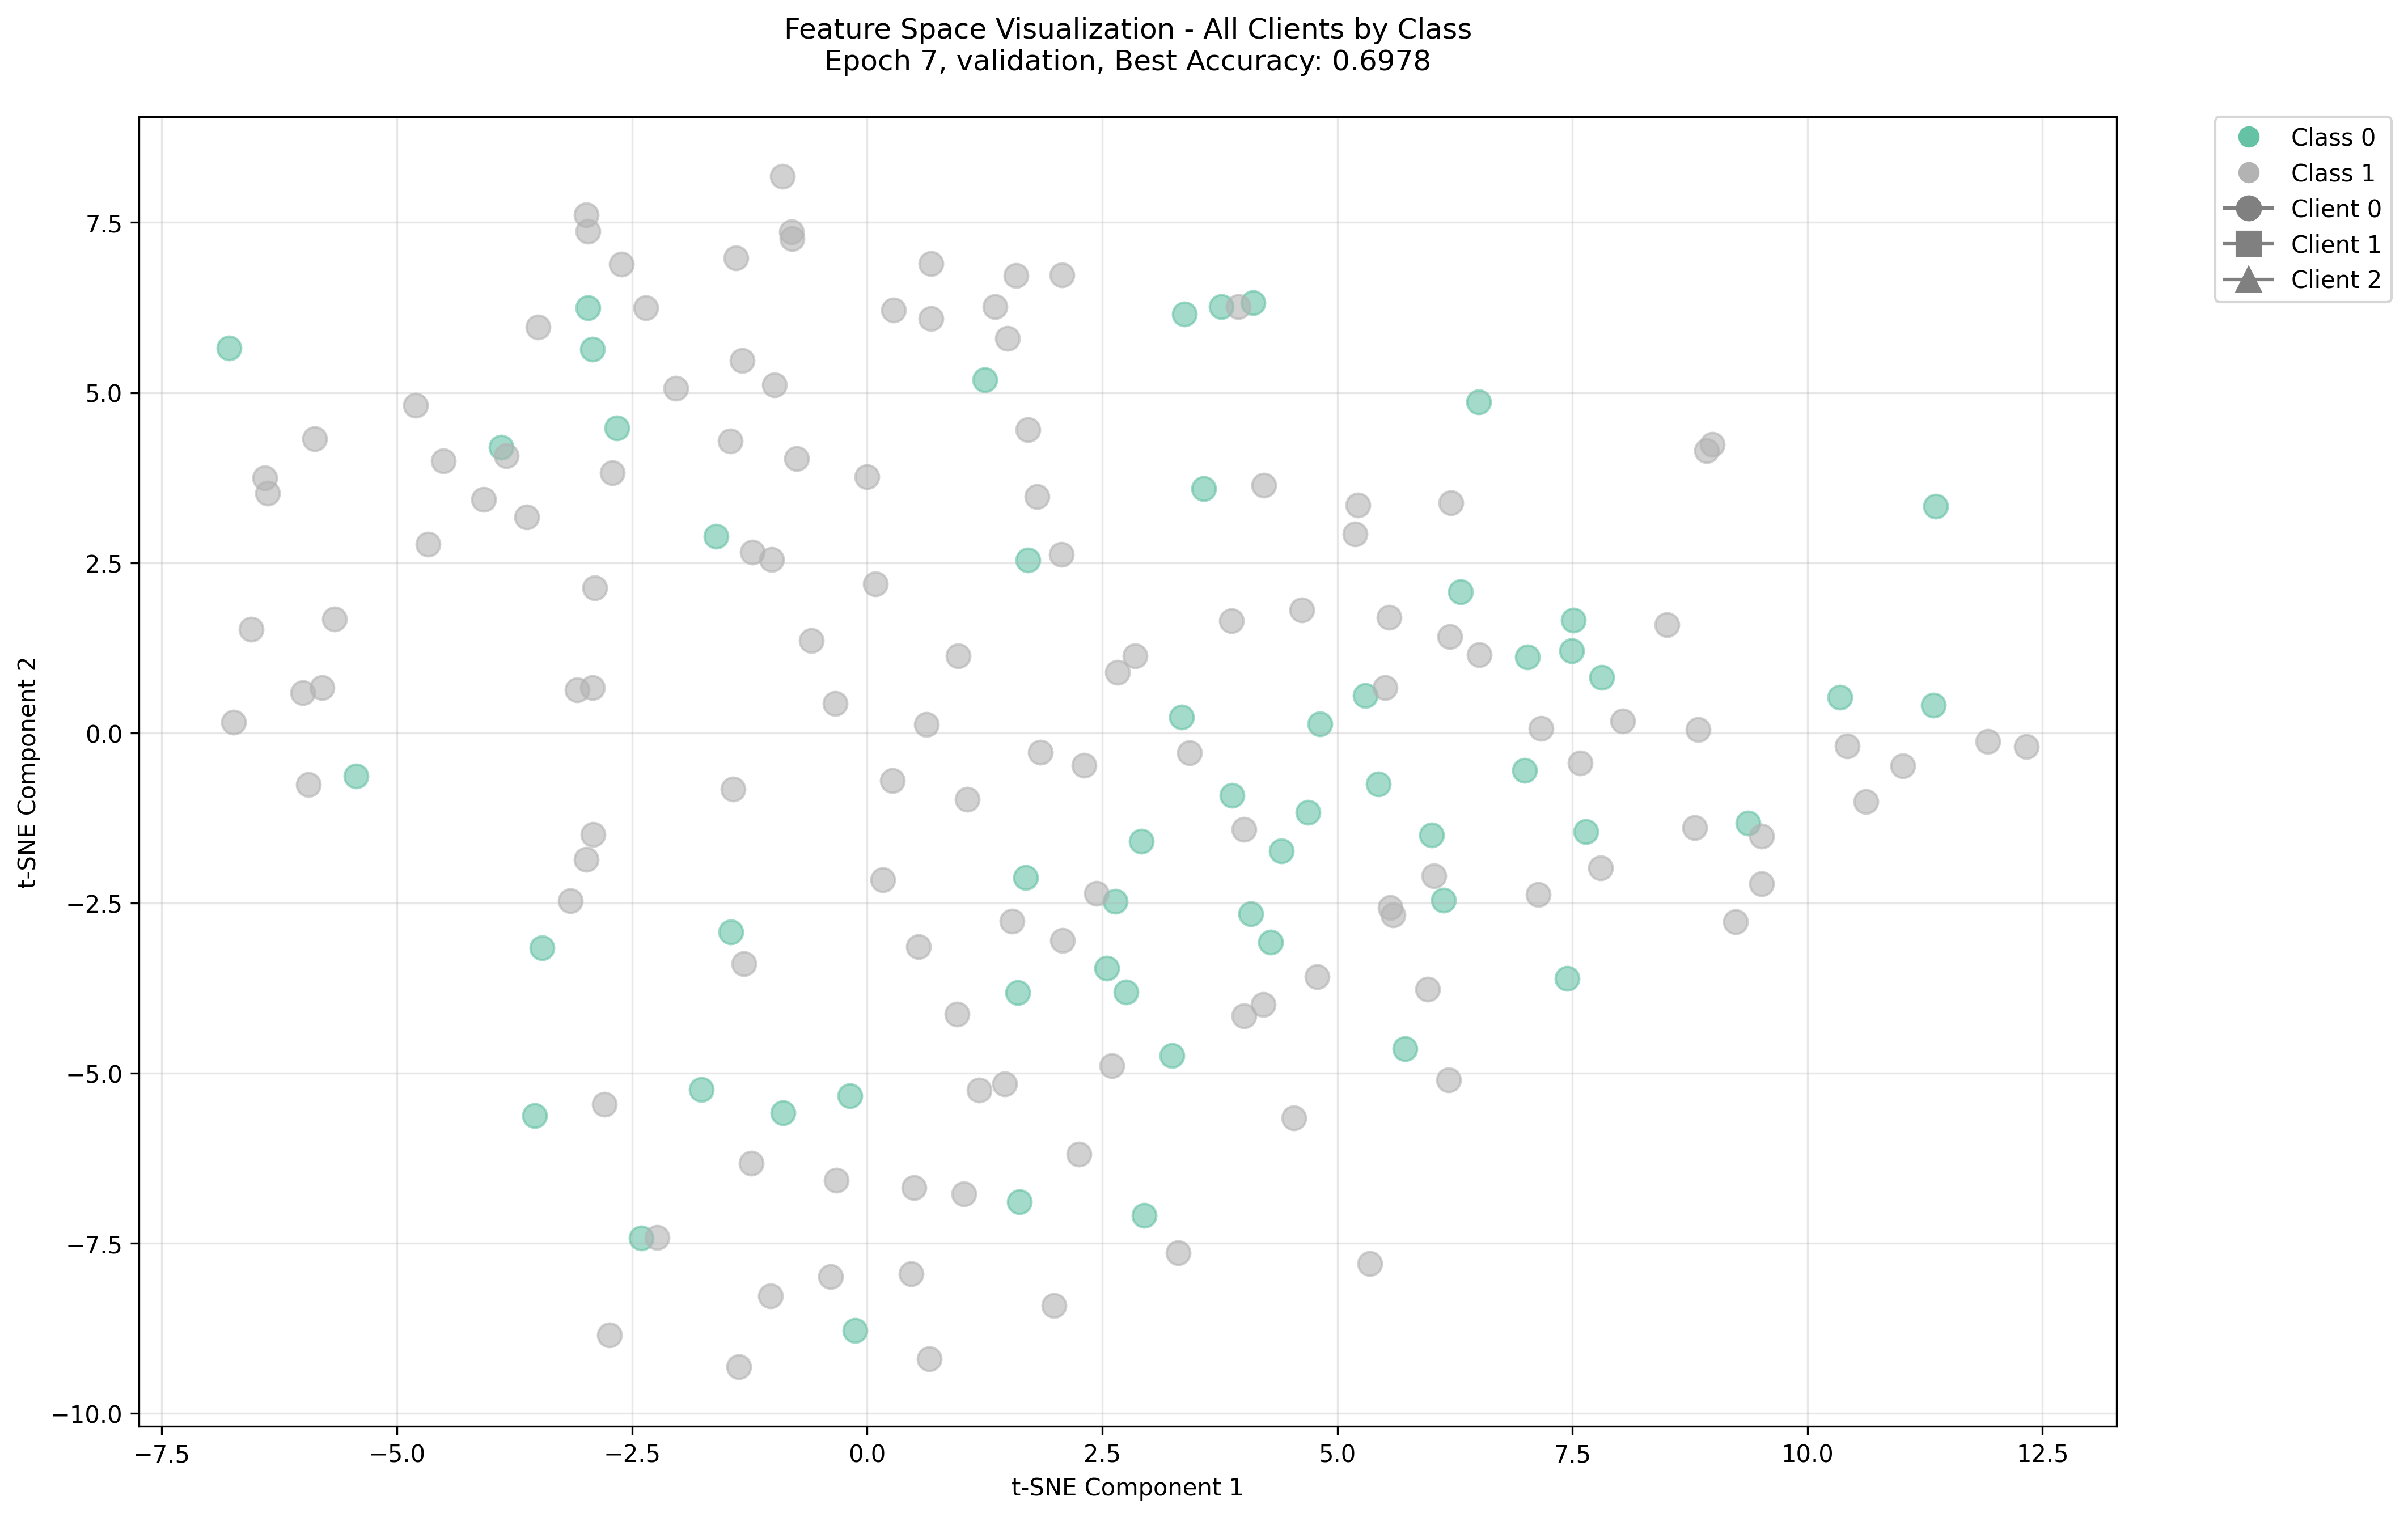 Feature Space Visualization - All Clients by Class
Epoch 7, validation, Best Accuracy: 0.6978
Class 0
Class 1
Client 0
Client 1
Client 2
t-SNE Component 2
7.5
5.0
2.5
0.0
−2.5
−5.0
−7.5
−10.0
−7.5
−5.0
−2.5
0.0
2.5
5.0
7.5
10.0
12.5
t-SNE Component 1